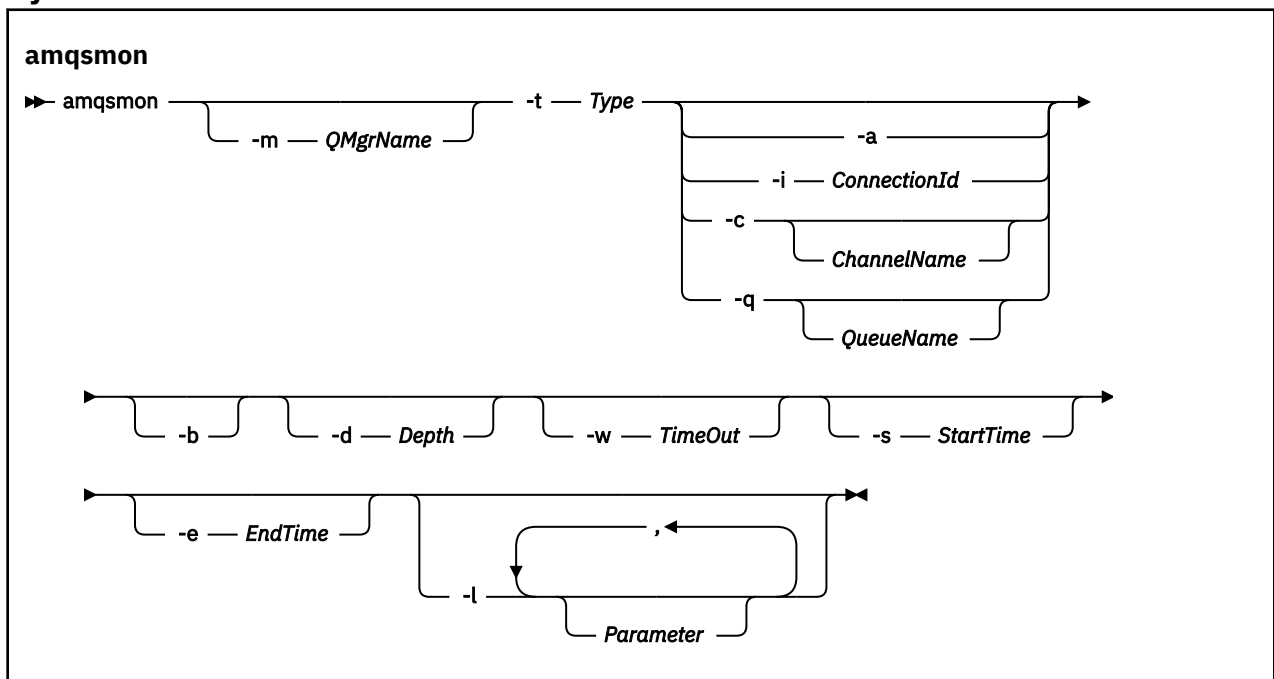 amqsmon
amqsmon -t Type
-m QMgrName
-a
-i ConnectionId
-c
ChannelName
-q
QueueName
-b -d Depth -w TimeOut -s StartTime
-e EndTime
,
-l
Parameter